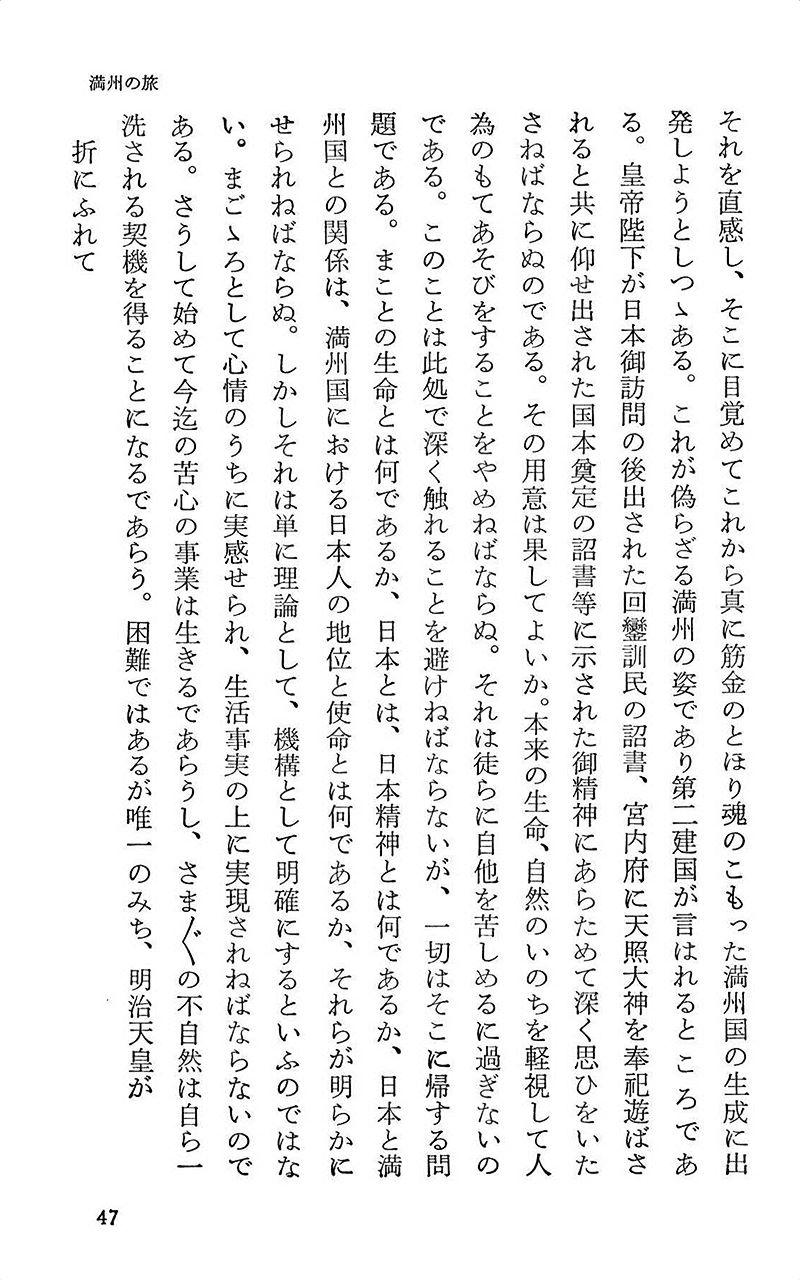 満州の旅
それを直感し、そこに目覚めてこれから真に筋金のとほり魂のこもった満州国の生成に出
発しようとしつゝある。これが偽らざる満州の姿であり第二建国が言はれるところであ
る。皇帝陛下が日本御訪問の後出された回鑾訓民の詔書、宮内府に天照大神を奉祀遊ばさ
れると共に仰せ出された国本奠定の詔書等に示された御精神にあらためて深く思ひをいた
さねばならぬのである。その用意は果してよいか。本来の生命、自然のいのちを軽視して人
為のもてあそびをすることをやめねばならぬ。それは徒らに自他を苦しめるに過ぎないの
である。このことは此処で深く触れることを避けねばならないが、一切はそこに帰する問
題である。まことの生命とは何であるか、日本とは、日本精神とは何であるか、日本と満
州国との関係は、満州国における日本人の地位と使命とは何であるか、それらが明らかに
せられねばならぬ。しかしそれは単に理論として、機構として明確にするといふのではな
い。まごゝろとして心情のうちに実感せられ、生活事実の上に実現されねばならないので
ある。さうして始めて今迄の苦心の事業は生きるであらうし、さま〲の不自然は自ら一
洗される契機を得ることになるであらう。困難ではあるが唯一のみち、明治天皇が
折にふれて
47